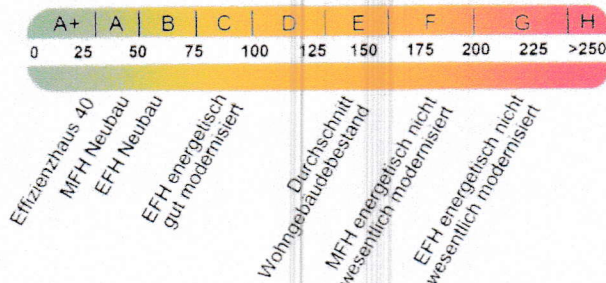 A+ A B C D E F G H
0 25 50 75 100 125 150 175 200 225 >250
Effizienzhaus 40
MFH Neubau
EFH Neubau
EFH energetisch
gut modernisiert
Durchschnitt
Wohngebäudebestand
MFH energetisch nicht
wesentlich modernisiert
EFH energetisch nicht
wesentlich modernisiert